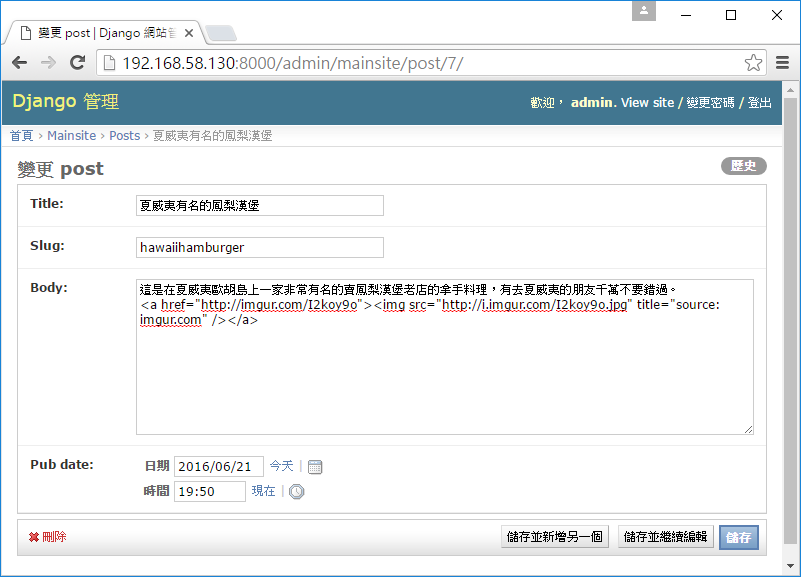 變更 post | Django 網站管
192.168.58.130:8000/admin/mainsite/post/7/
Django 管理
歡迎， admin. View site / 變更密碼 / 登出
首頁 › Mainsite › Posts › 夏威夷有名的鳳梨漢堡
變更 post
歷史
Title: 夏威夷有名的鳳梨漢堡
Slug: hawaiihamburger
Body: 這是在夏威夷歐胡島上一家非常有名的賣鳳梨漢堡老店的拿手料理，有去夏威夷的朋友千萬不要錯過。
<a href="http://imgur.com/I2koy9o"><img src="http://i.imgur.com/I2koy9o.jpg" title="source:
imgur.com" /></a>
Pub date: 日期 2016/06/21 今天 |
時間 19:50 現在 |
刪除 儲存並新增另一個 儲存並繼續編輯 儲存